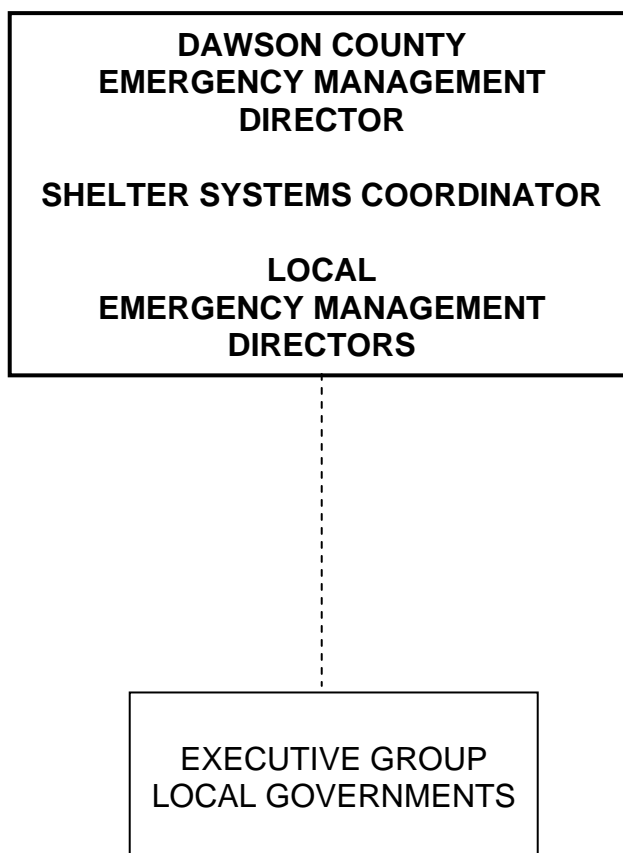 DAWSON COUNTY
EMERGENCY MANAGEMENT
DIRECTOR
SHELTER SYSTEMS COORDINATOR
LOCAL
EMERGENCY MANAGEMENT
DIRECTORS
EXECUTIVE GROUP
LOCAL GOVERNMENTS